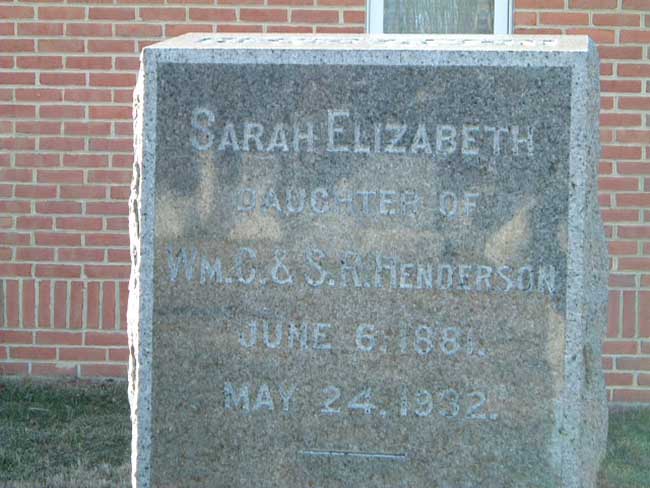 SARAH ELIZABETH
DAUGHTER OF
WM. C. & S. R. HENDERSON
JUNE 6, 1881.
MAY 24, 1932.